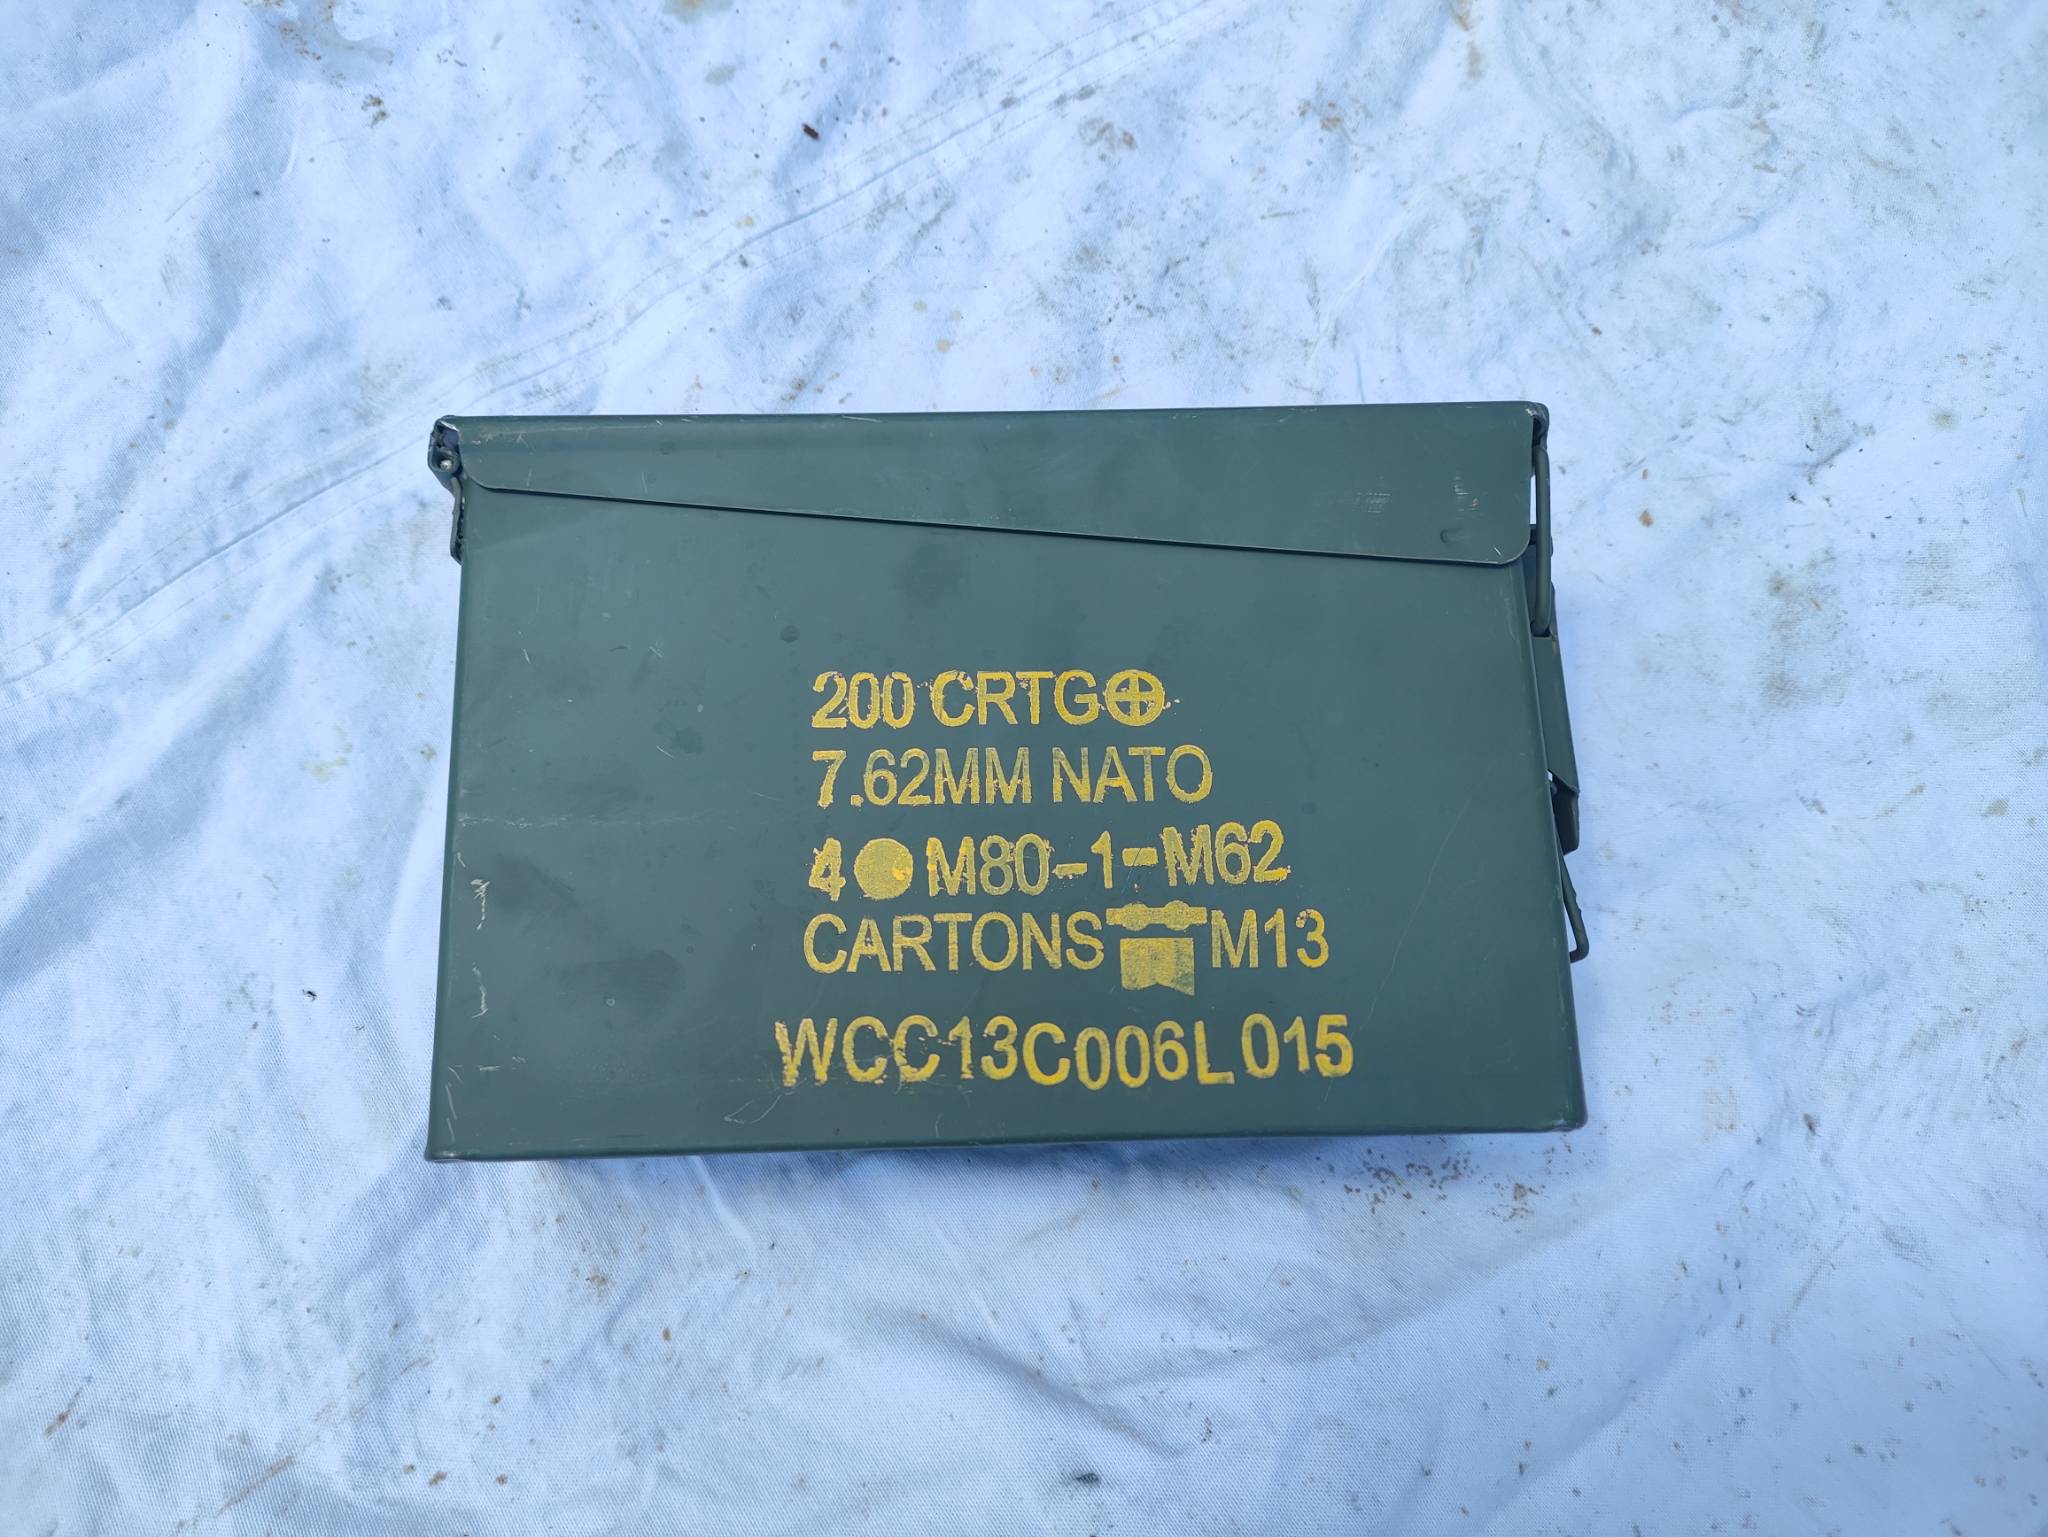 200 CRTG⊕
7.62MM NATO
4●M80-1-M62
CARTONS M13
WCC13C006L015